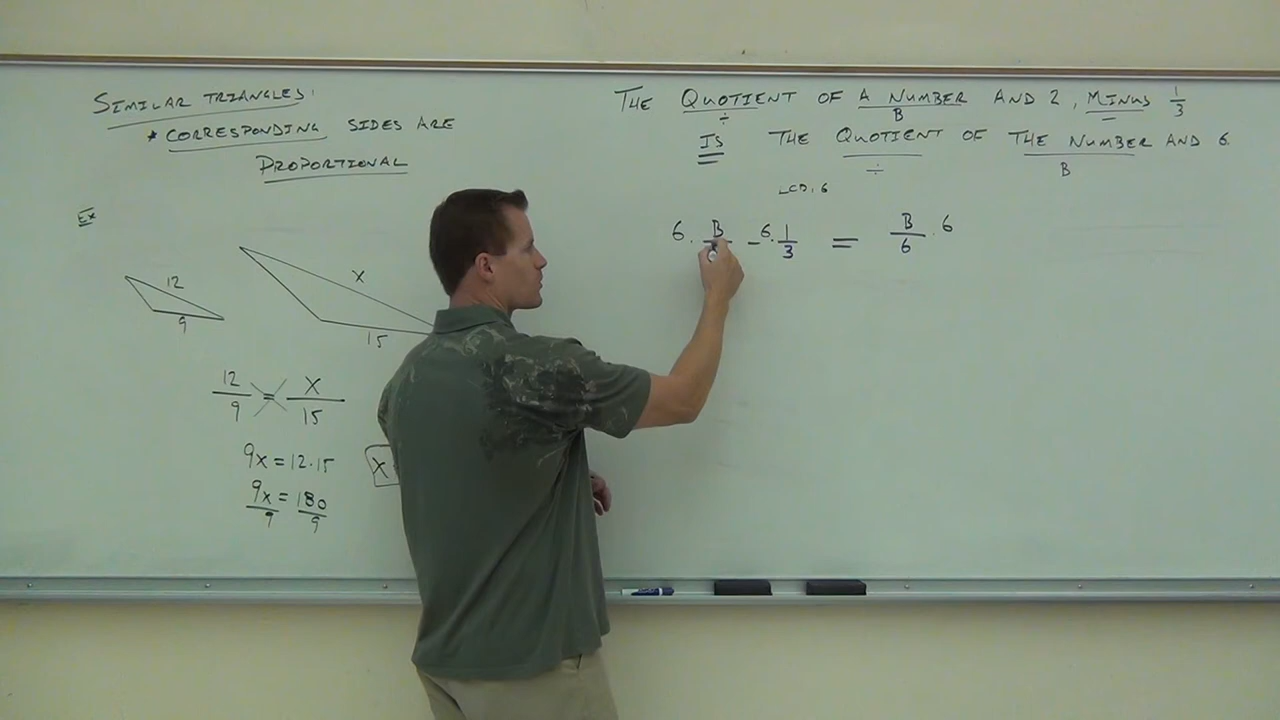 SIMILAR TRIANGLES:
* CORRESPONDING SIDES ARE
PROPORTIONAL
Ex
12
9
X
15
12/9 = X/15
9x = 12·15
9x/9 = 180/9
X
THE QUOTIENT OF A NUMBER AND 2, MINUS 1/3
÷ B −
IS THE QUOTIENT OF THE NUMBER AND 6.
÷ B
LCD: 6
6 · B − 6 · 1/3 = B/6 · 6